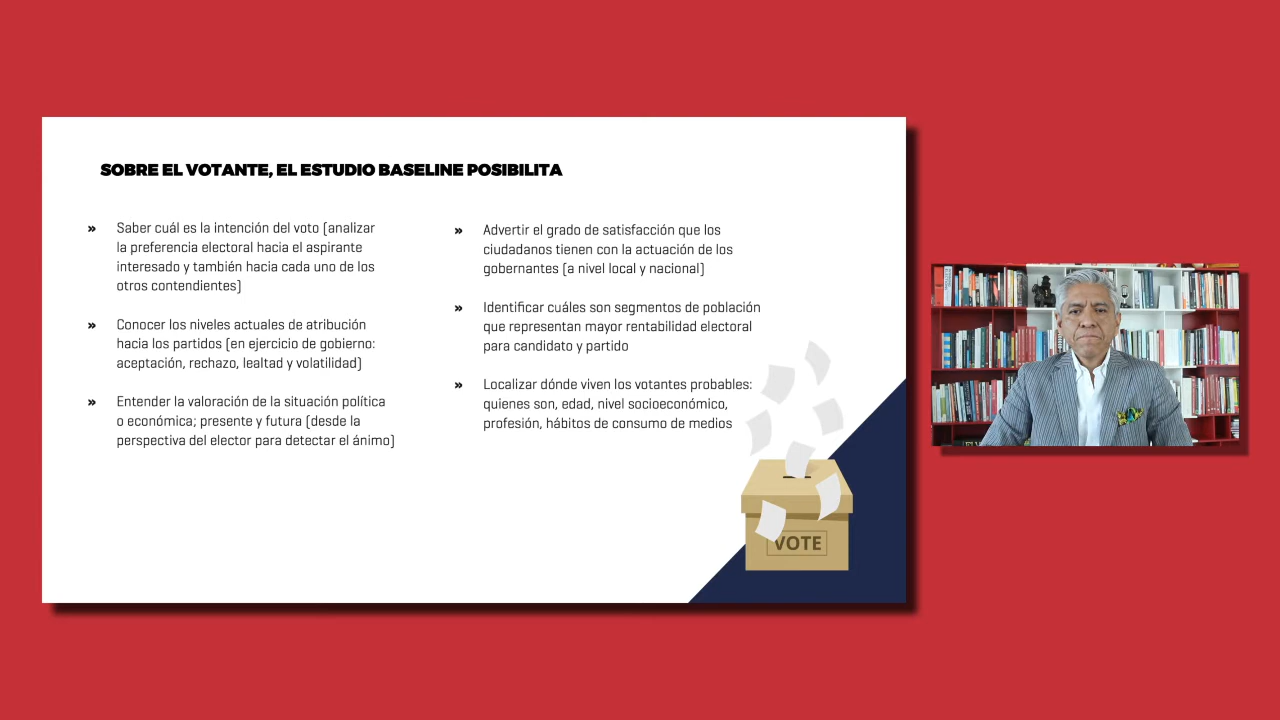 SOBRE EL VOTANTE, EL ESTUDIO BASELINE POSIBILITA
» Saber cuál es la intención del voto (analizar
la preferencia electoral hacia el aspirante
interesado y también hacia cada uno de los
otros contendientes)
» Conocer los niveles actuales de atribución
hacia los partidos (en ejercicio de gobierno:
aceptación, rechazo, lealtad y volatilidad)
» Entender la valoración de la situación política
o económica; presente y futura (desde la
perspectiva del elector para detectar el ánimo)
» Advertir el grado de satisfacción que los
ciudadanos tienen con la actuación de los
gobernantes (a nivel local y nacional)
» Identificar cuáles son segmentos de población
que representan mayor rentabilidad electoral
para candidato y partido
» Localizar dónde viven los votantes probables:
quienes son, edad, nivel socioeconómico,
profesión, hábitos de consumo de medios
VOTE